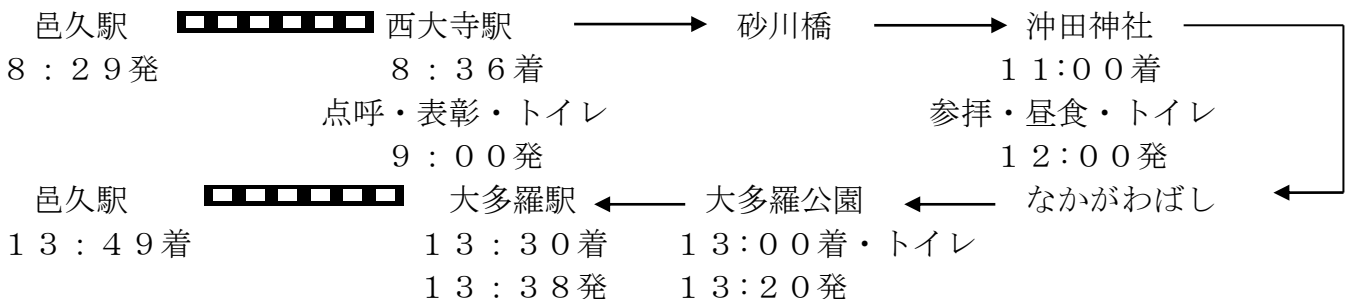 邑久駅 西大寺駅 砂川橋 沖田神社
8:29発 8:36着 11:00着
点呼・表彰・トイレ 参拝・昼食・トイレ
9:00発 12:00発
邑久駅 大多羅駅 大多羅公園 なかがわばし
13:49着 13:30着 13:00着・トイレ
13:38発 13:20発